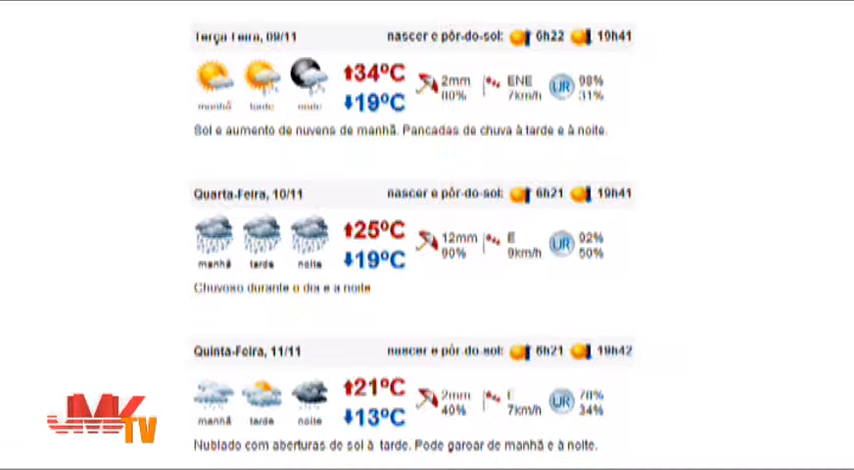 Terça Feira, 09/11 nascer e pôr-do-sol: 6h22 19h41
34ºC 2mm ENE 98%
19ºC 80% 7km/h UR 31%
manhã tarde noite
Sol e aumento de nuvens de manhã. Pancadas de chuva à tarde e à noite.
Quarta-Feira, 10/11 nascer e pôr-do-sol: 6h21 19h41
25ºC 12mm E 92%
19ºC 90% 9km/h UR 50%
manhã tarde noite
Chuvoso durante o dia e a noite
Quinta-Feira, 11/11 nascer e pôr-do-sol: 6h21 19h42
21ºC 2mm E 78%
13ºC 40% 7km/h UR 34%
manhã tarde noite
Nublado com aberturas de sol à tarde. Pode garoar de manhã e à noite.
JMK TV